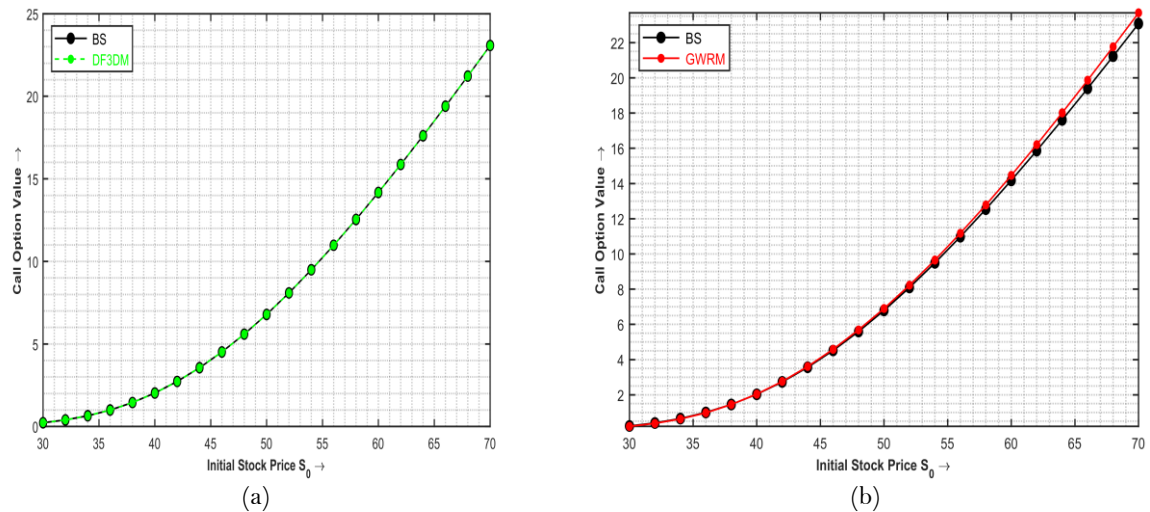 25
20
15
10
5
0
Call Option Value →
BS
DF3DM
30 35 40 45 50 55 60 65 70
Initial Stock Price S_0 →
(a)
22
20
18
16
14
12
10
8
6
4
2
Call Option Value →
BS
GWRM
30 35 40 45 50 55 60 65 70
Initial Stock Price S_0 →
(b)